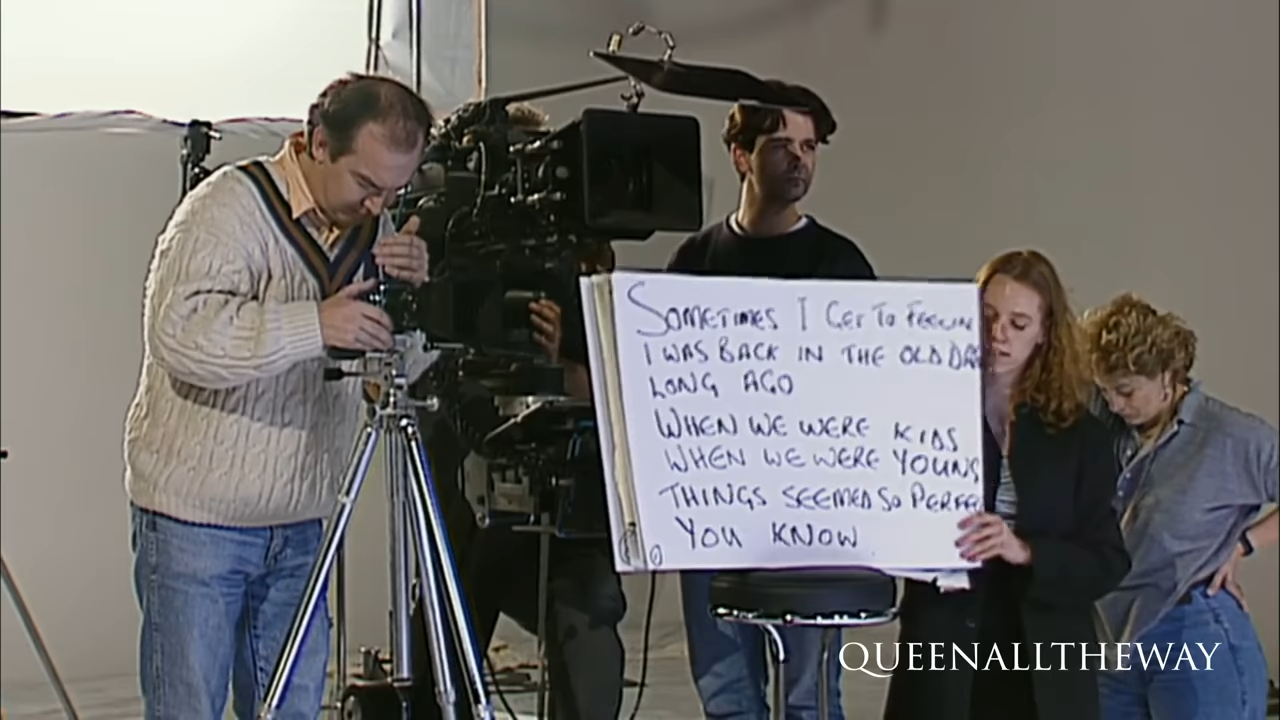 SOMETIMES I GET TO FEELIN
I WAS BACK IN THE OLD DA
LONG AGO
WHEN WE WERE KIDS
WHEN WE WERE YOUNG
THINGS SEEMED SO PERFE
YOU KNOW.
QUEENALLTHEWAY